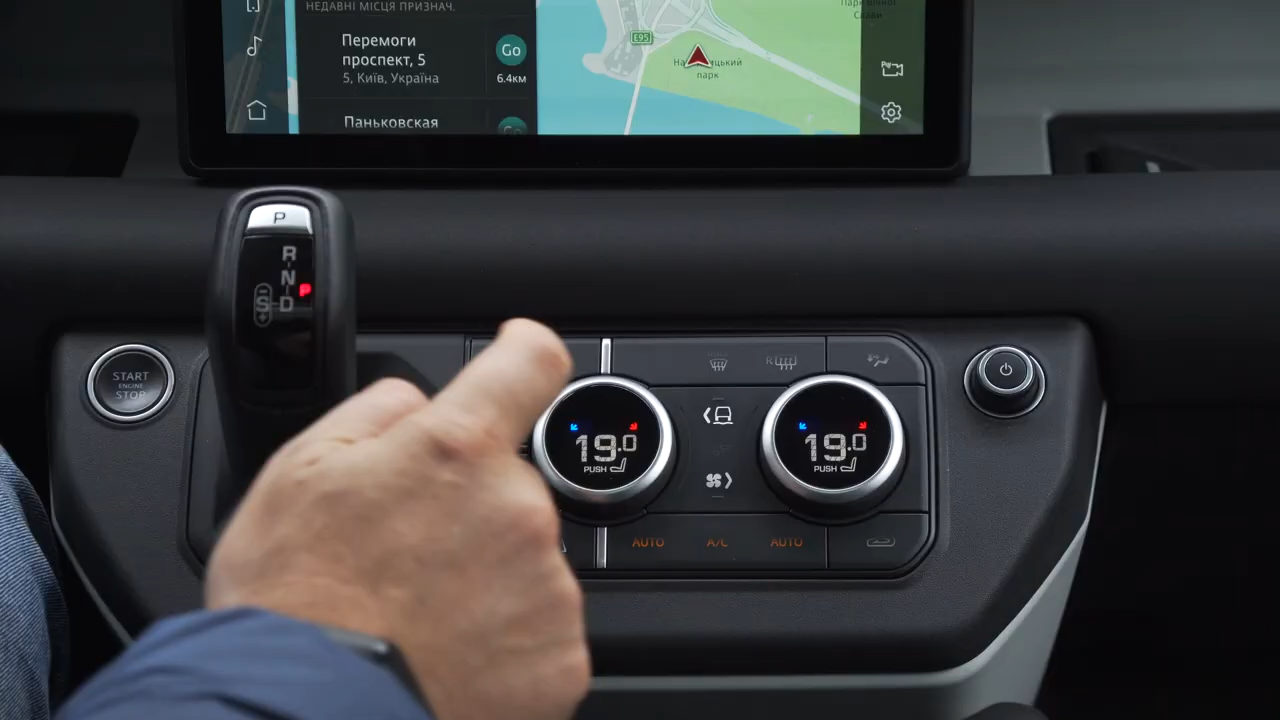 НЕДАВНІ МІСЦЯ ПРИЗНАЧ.
Перемоги
проспект, 5
5, Київ, Україна
Go
6.4км
Паньковская
Go
E95
парк
P
R
N
P
S
D
START
ENGINE
STOP
R
19.0
PUSH
19.0
PUSH
AUTO
A/C
AUTO